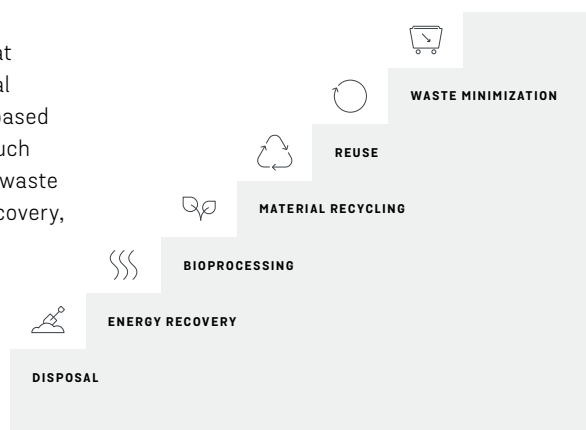 at
al
based
uch
waste
covery,
WASTE MINIMIZATION
REUSE
MATERIAL RECYCLING
BIOPROCESSING
ENERGY RECOVERY
DISPOSAL